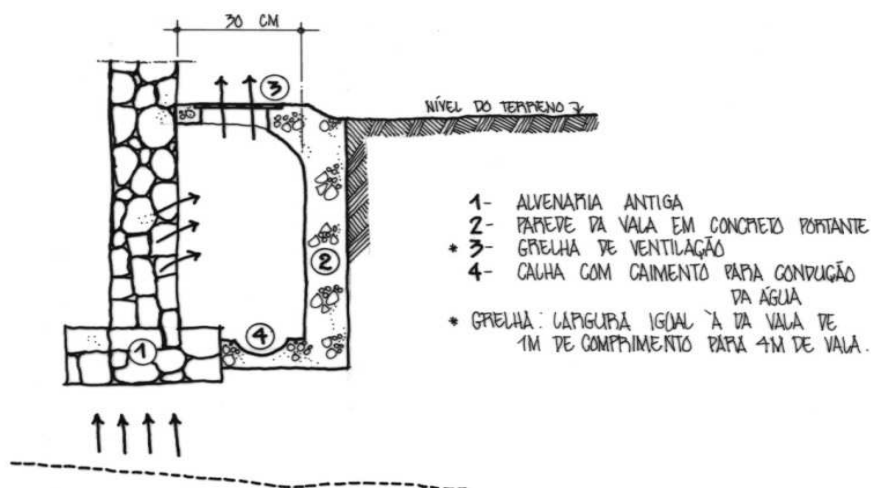 30 CM
3
NÍVEL DO TERRENO
1- ALVENARIA ANTIGA
2- PAREDE DA VALA EM CONCRETO PORTANTE
* 3- GRELHA DE VENTILAÇÃO
4- CALHA COM CAIMENTO PARA CONDUÇÃO
DA ÁGUA
* GRELHA: LARGURA IGUAL À DA VALA DE
1M DE COMPRIMENTO PARA 4M DE VALA.
2
4
1